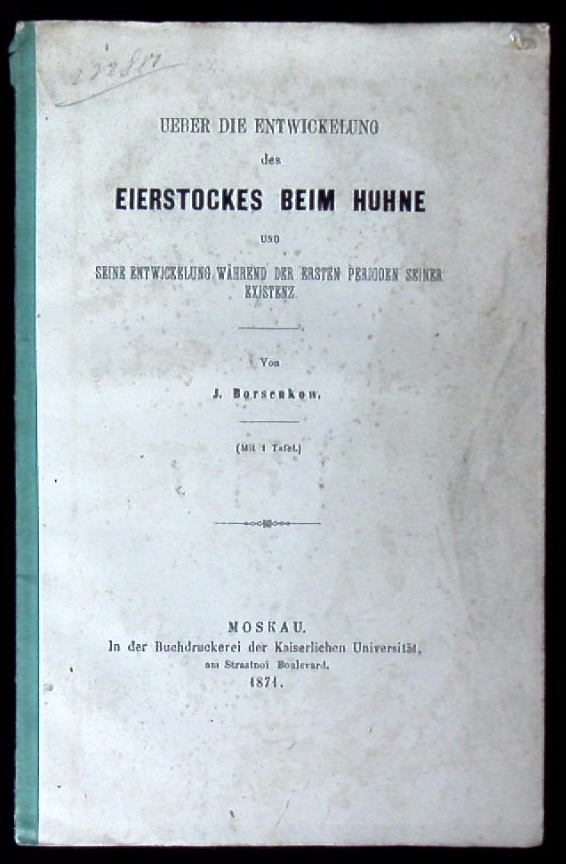 UEBER DIE ENTWICKELUNG
des
EIERSTOCKES BEIM HUHNE
UND
SEINE ENTWICKELUNG WÄHREND DER ERSTEN PERIODEN SEINER
EXISTENZ.
Von
J. Borsenkow.
(Mit 1 Tafel.)
MOSKAU.
In der Buchdruckerei der Kaiserlichen Universität,
am Strastnoi Boulevard.
1871.